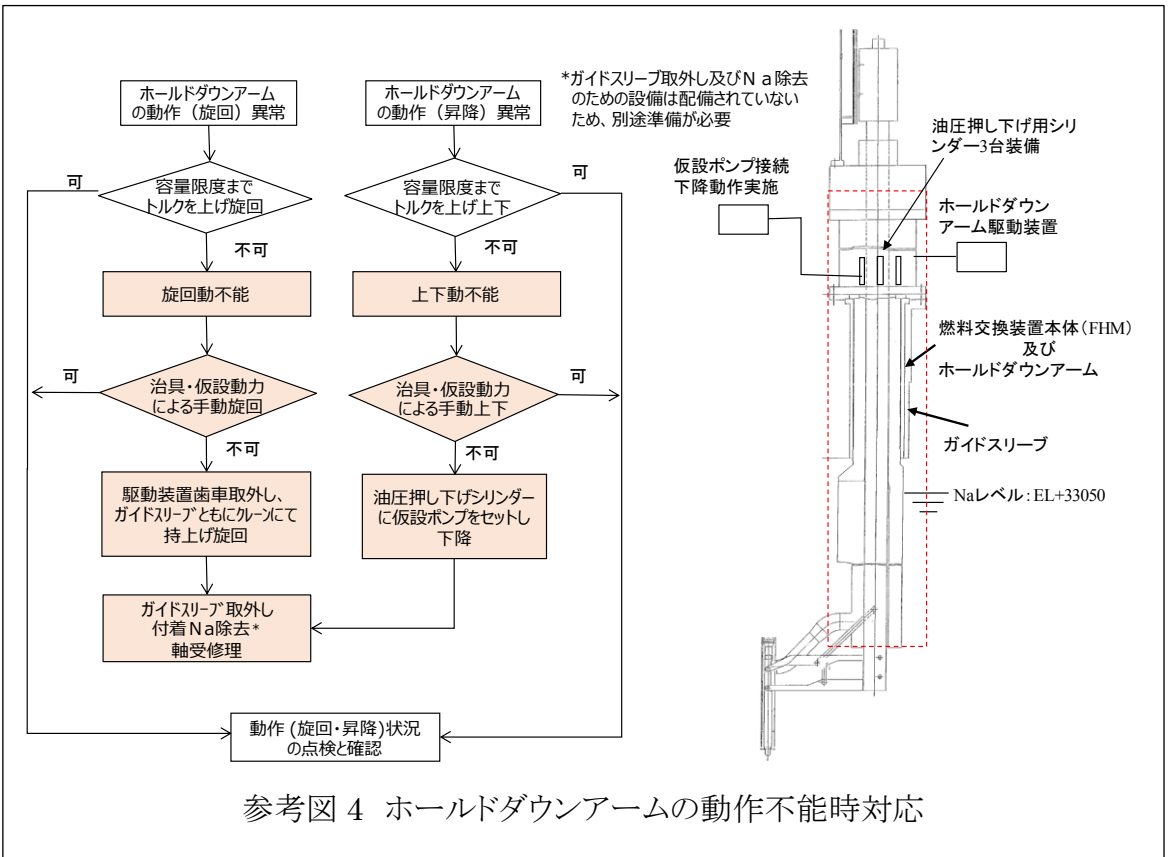 ホールドダウンアーム
の動作（旋回）異常
可
容量限度まで
トルクを上げ旋回
不可
旋回動不能
可
治具・仮設動力
による手動旋回
不可
駆動装置歯車取外し、
ガイドスリーブともにクレーンにて
持上げ旋回
ガイドスリーブ取外し
付着Na除去*
軸受修理
ホールドダウンアーム
の動作（昇降）異常
可
容量限度まで
トルクを上げ上下
不可
上下動不能
可
治具・仮設動力
による手動上下
不可
油圧押し下げシリンダー
に仮設ポンプをセットし
下降
動作(旋回・昇降)状況
の点検と確認
*ガイドスリーブ取外し及びNa除去
のための設備は配備されていない
ため、別途準備が必要
仮設ポンプ接続
下降動作実施
油圧押し下げ用シリ
ンダー3台装備
ホールドダウン
アーム駆動装置
燃料交換装置本体(FHM)
及び
ホールドダウンアーム
ガイドスリーブ
Naレベル：EL+33050
参考図 4 ホールドダウンアームの動作不能時対応